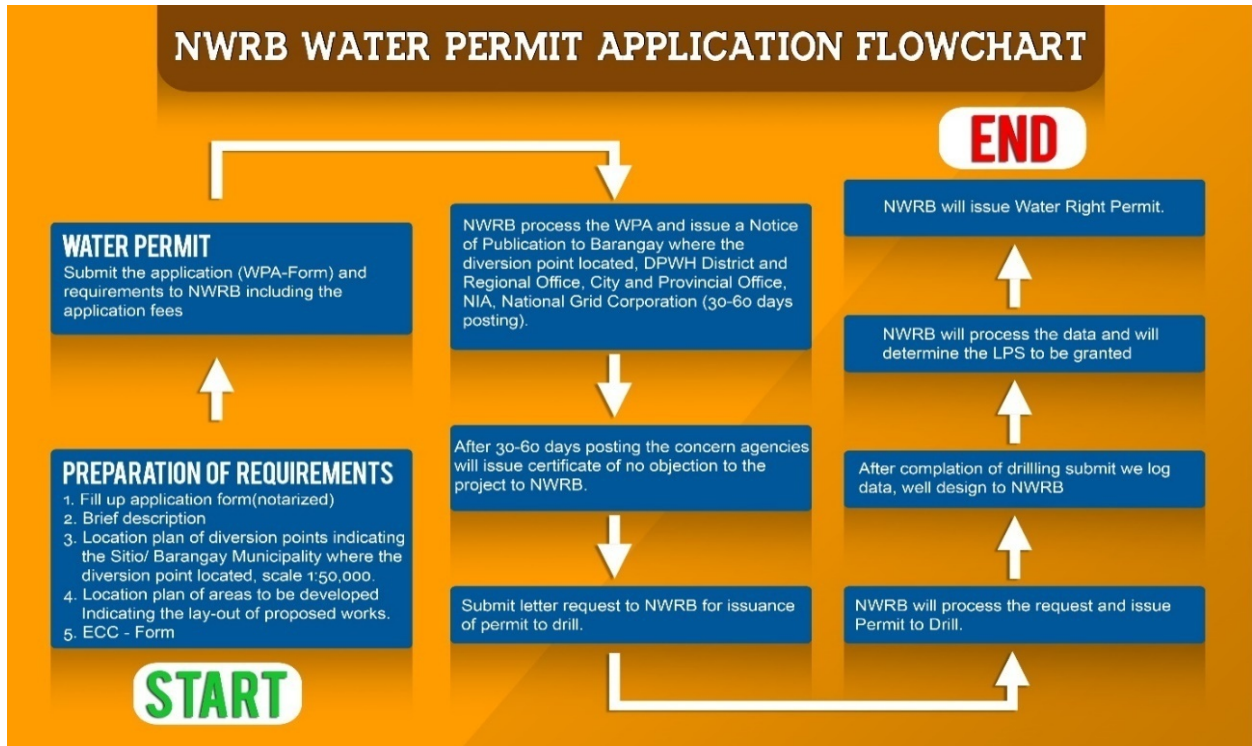 NWRB WATER PERMIT APPLICATION FLOWCHART
START
PREPARATION OF REQUIREMENTS
1. Fill up application form(notarized)
2. Brief description
3. Location plan of diversion points indicating
the Sitio/ Barangay Municipality where the
diversion point located, scale 1:50,000.
4. Location plan of areas to be developed
Indicating the lay-out of proposed works.
5. ECC - Form
WATER PERMIT
Submit the application (WPA-Form) and
requirements to NWRB including the
application fees
NWRB process the WPA and issue a Notice
of Publication to Barangay where the
diversion point located, DPWH District and
Regional Office, City and Provincial Office,
NIA, National Grid Corporation (30-60 days
posting).
After 30-60 days posting the concern agencies
will issue certificate of no objection to the
project to NWRB.
Submit letter request to NWRB for issuance
of permit to drill.
NWRB will process the request and issue
Permit to Drill.
After complation of drillling submit we log
data, well design to NWRB
NWRB will process the data and will
determine the LPS to be granted
NWRB will issue Water Right Permit.
END